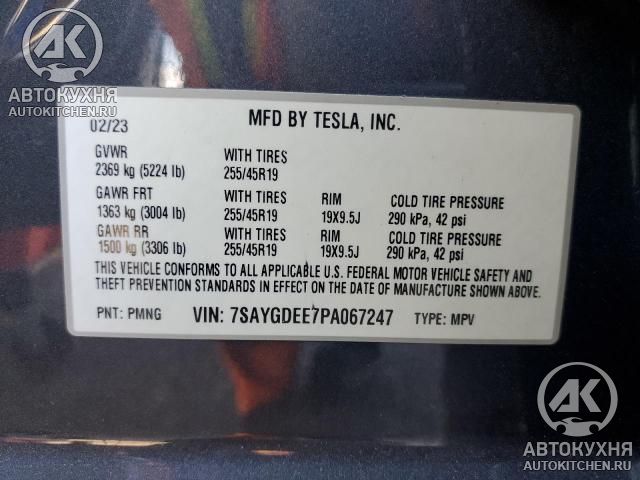 AK
АВТОКУХНЯ
AUTOKITCHEN.RU
02/23 MFD BY TESLA, INC.
GVWR WITH TIRES
2369 kg (5224 lb) 255/45R19
GAWR FRT WITH TIRES RIM COLD TIRE PRESSURE
1363 kg (3004 lb) 255/45R19 19X9.5J 290 kPa, 42 psi
GAWR RR WITH TIRES RIM COLD TIRE PRESSURE
1500 kg (3306 lb) 255/45R19 19X9.5J 290 kPa, 42 psi
THIS VEHICLE CONFORMS TO ALL APPLICABLE U.S. FEDERAL MOTOR VEHICLE SAFETY AND
THEFT PREVENTION STANDARDS IN EFFECT ON THE DATE OF MANUFACTURE SHOWN ABOVE.
PNT: PMNG VIN: 7SAYGDEE7PA067247 TYPE: MPV
AK
АВТОКУХНЯ
AUTOKITCHEN.RU